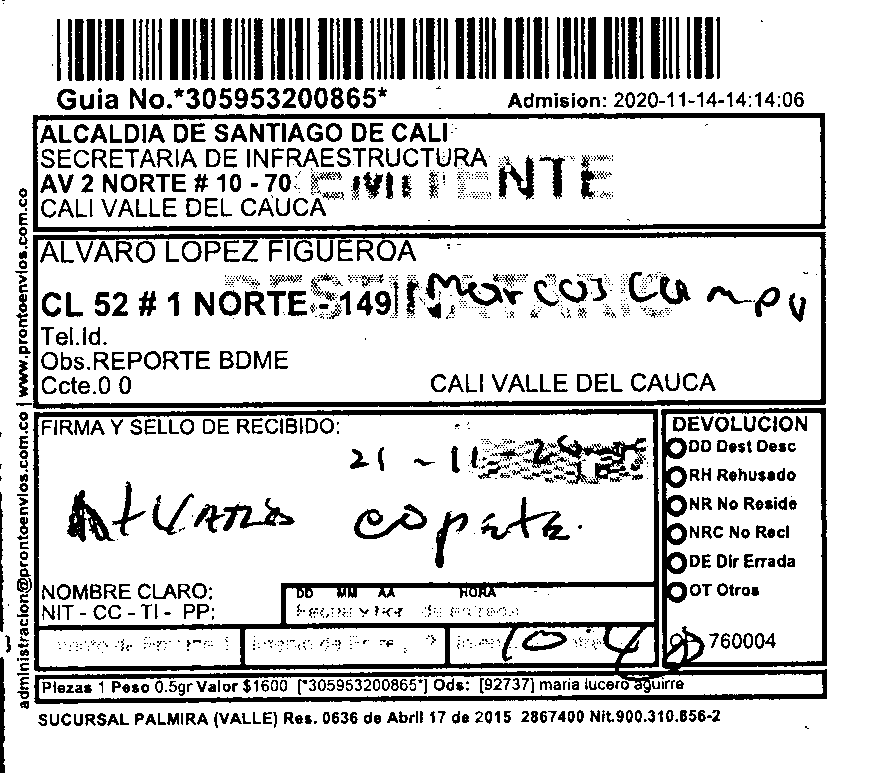 Guia No.*305953200865*
Admision: 2020-11-14-14:14:06
ALCALDIA DE SANTIAGO DE CALI
SECRETARIA DE INFRAESTRUCTURA
AV 2 NORTE # 10 - 70
CALI VALLE DEL CAUCA
ALVARO LOPEZ FIGUEROA
CL 52 # 1 NORTE - 149 Marcos
Tel.Id.
Obs.REPORTE BDME
Ccte.0 0
CALI VALLE DEL CAUCA
administracion@prontoenvios.com.co | www.prontoenvios.com.co
FIRMA Y SELLO DE RECIBIDO:
21 - 11 - 20
copete.
NOMBRE CLARO:
NIT - CC - TI - PP:
DD MM AA HORA
DEVOLUCION
DD Dest Desc
RH Rehusado
NR No Reside
NRC No Recl
DE Dir Errada
OT Otros
760004
Piezas 1 Peso 0.5gr Valor $1600 [*305953200865*] Ods: [92737] maria lucero aguirre
SUCURSAL PALMIRA (VALLE) Res. 0636 de Abril 17 de 2015 2867400 Nit.900.310.856-2